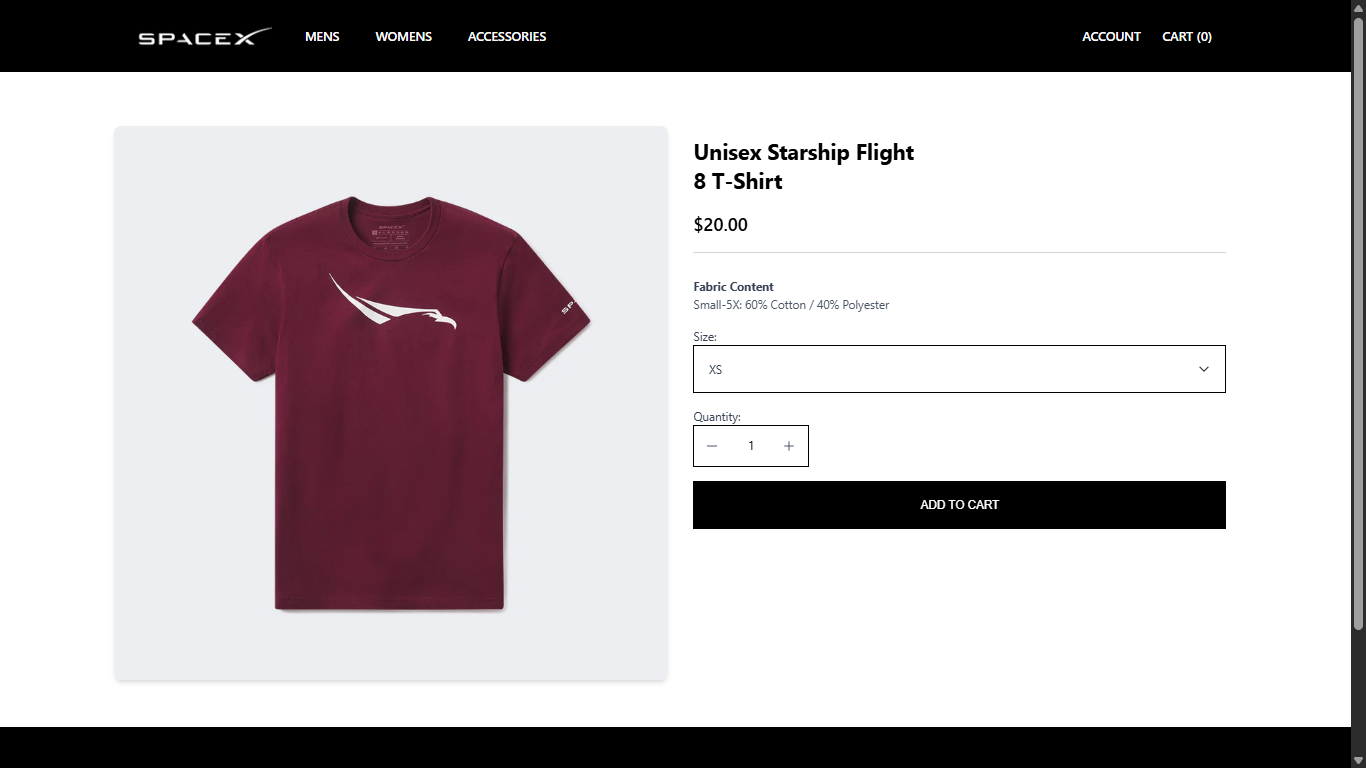 SPACEX
MENS
WOMENS
ACCESSORIES
ACCOUNT
CART (0)
SPACEX
Unisex Starship Flight
8 T-Shirt
$20.00
Fabric Content
Small-5X: 60% Cotton / 40% Polyester
Size:
XS
Quantity:
1
ADD TO CART